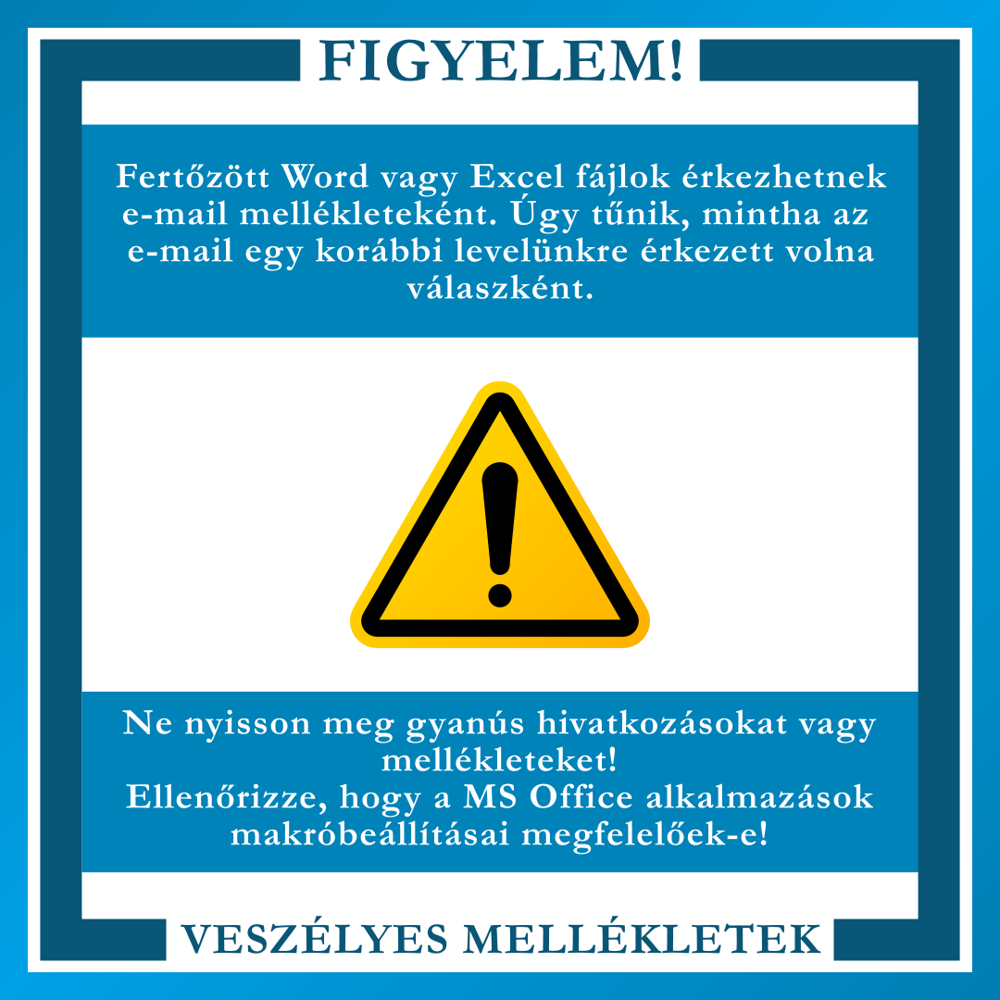 FIGYELEM!
Fertőzött Word vagy Excel fájlok érkezhetnek
e-mail mellékleteként. Úgy tűnik, mintha az
e-mail egy korábbi levelünkre érkezett volna
válaszként.
Ne nyisson meg gyanús hivatkozásokat vagy
mellékleteket!
Ellenőrizze, hogy a MS Office alkalmazások
makróbeállításai megfelelőek-e!
VESZÉLYES MELLÉKLETEK